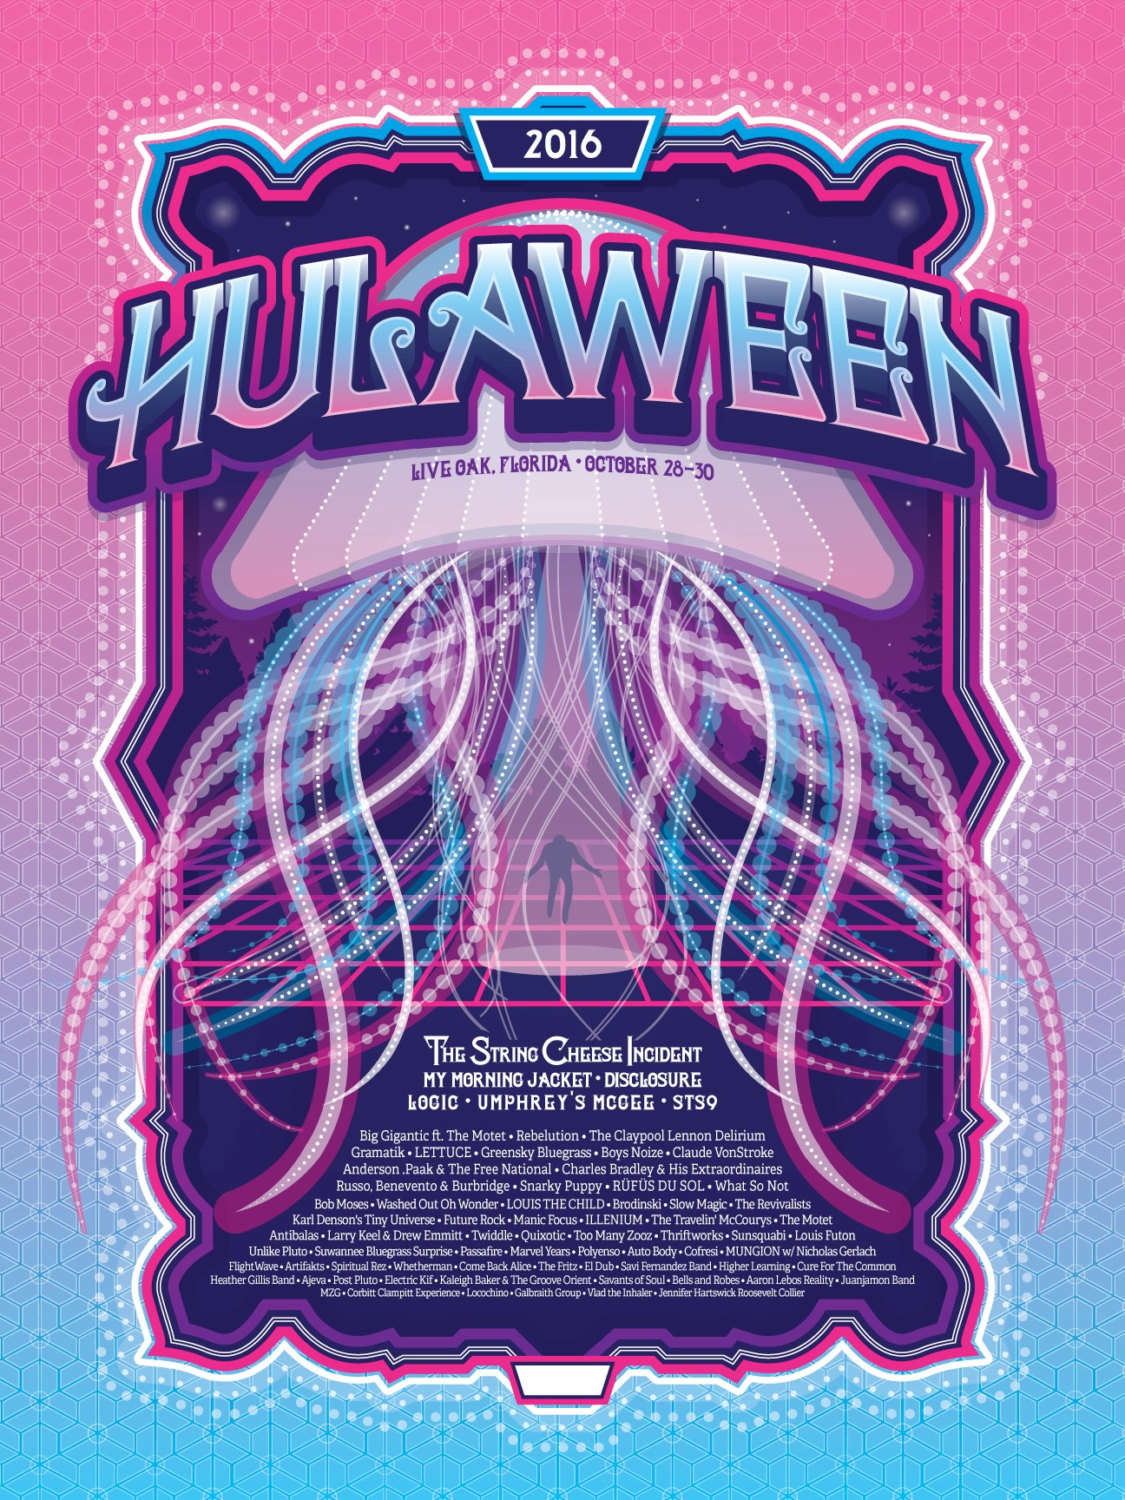 2016
HULAWEEN
LIVE OAK, FLORIDA • OCTOBER 28-30
THE STRING CHEESE INCIDENT
MY MORNING JACKET • DISCLOSURE
LOGIC • UMPHREY'S MCGEE • STS9
Big Gigantic ft. The Motet • Rebelution • The Claypool Lennon Delirium
Gramatik • LETTUCE • Greensky Bluegrass • Boys Noize • Claude VonStroke
Anderson .Paak & The Free National • Charles Bradley & His Extraordinaires
Russo, Benevento & Burbridge • Snarky Puppy • RÜFÜS DU SOL • What So Not
Bob Moses • Washed Out Oh Wonder • LOUIS THE CHILD • Brodinski • Slow Magic • The Revivalists
Karl Denson's Tiny Universe • Future Rock • Manic Focus • ILLENIUM • The Travelin' McCourys • The Motet
Antibalas • Larry Keel & Drew Emmitt • Twiddle • Quixotic • Too Many Zooz • Thriftworks • Sunsquabi • Louis Futon
Unlike Pluto • Suwannee Bluegrass Surprise • Passafire • Marvel Years • Polyenso • Auto Body • Cofresi • MUNGION w/ Nicholas Gerlach
FlightWave • Artifakts • Spiritual Rez • Whetherman • Come Back Alice • The Fritz • El Dub • Savi Fernandez Band • Higher Learning • Cure For The Common
Heather Gillis Band • Ajeva • Post Pluto • Electric Kif • Kaleigh Baker & The Groove Orient • Savants of Soul • Bells and Robes • Aaron Lebos Reality • Juanjamon Band
MZG • Corbitt Clampitt Experience • Locochino • Galbraith Group • Vlad the Inhaler • Jennifer Hartswick Roosevelt Collier